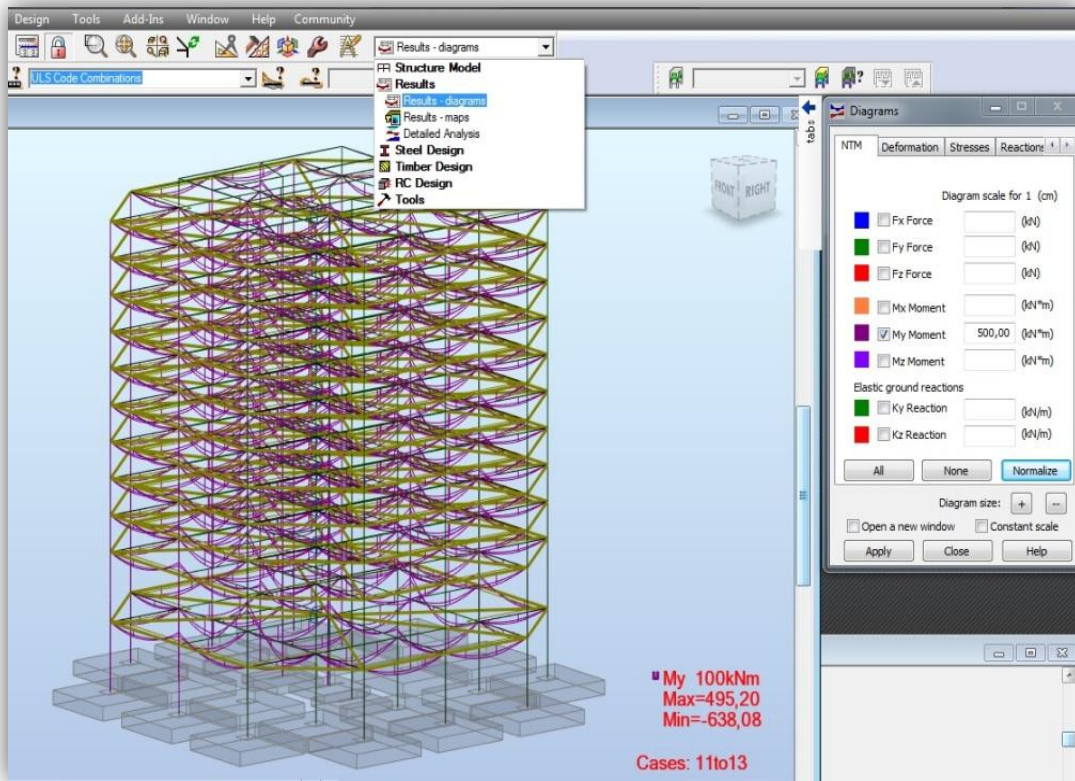 Design Tools Add-Ins Window Help Community
Results - diagrams
ULS Code Combinations
Structure Model
Results
Results - diagrams
Results - maps
Detailed Analysis
Steel Design
Timber Design
RC Design
Tools
FRONT RIGHT
tabs
Diagrams
NTM Deformation Stresses Reactions
Diagram scale for 1 (cm)
Fx Force (kN)
Fy Force (kN)
Fz Force (kN)
Mx Moment (kN*m)
My Moment 500,00 (kN*m)
Mz Moment (kN*m)
Elastic ground reactions
Ky Reaction (kN/m)
Kz Reaction (kN/m)
All None Normalize
Diagram size: + --
Open a new window Constant scale
Apply Close Help
My 100kNm
Max=495,20
Min=-638,08
Cases: 11to13